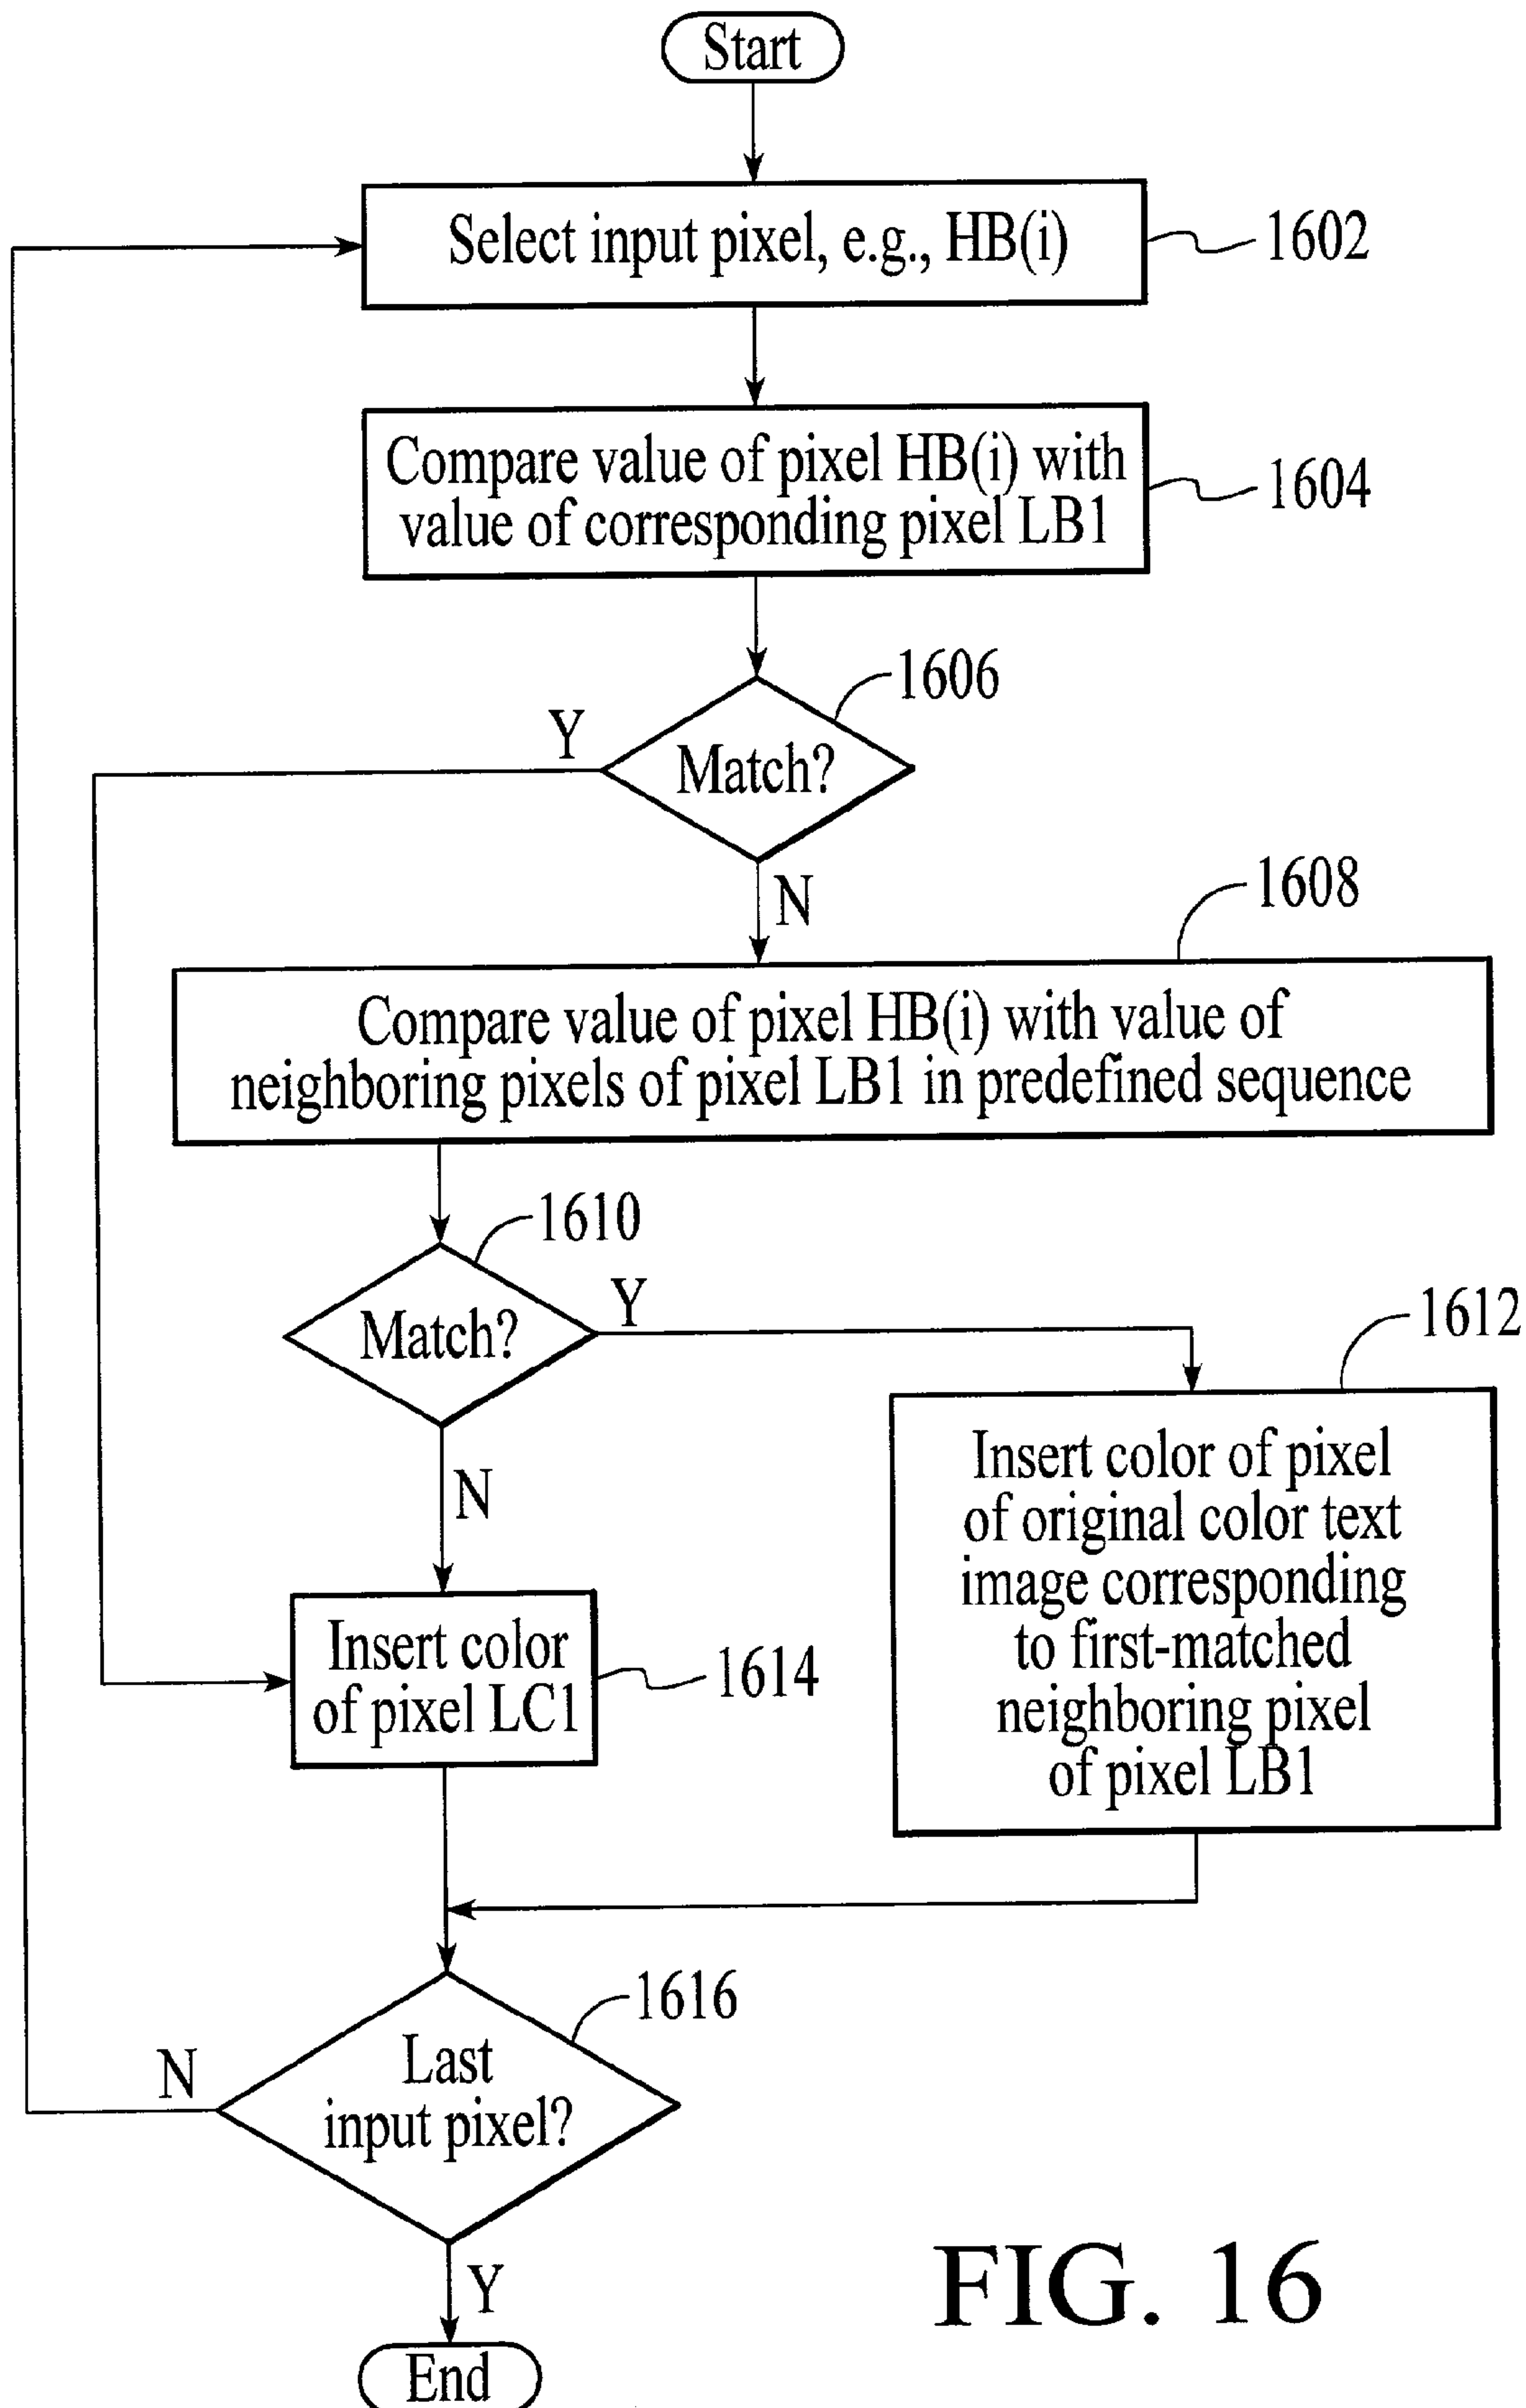 Start
Select input pixel, e.g., HB(i)
1602
Compare value of pixel HB(i) with
value of corresponding pixel LB1
1604
1606
Y
Match?
N
1608
Compare value of pixel HB(i) with value of
neighboring pixels of pixel LB1 in predefined sequence
1610
Match?
Y
1612
N
Insert color of pixel
of original color text
image corresponding
to first-matched
neighboring pixel
of pixel LB1
Insert color
of pixel LC1
1614
1616
N
Last
input pixel?
Y
End
FIG. 16